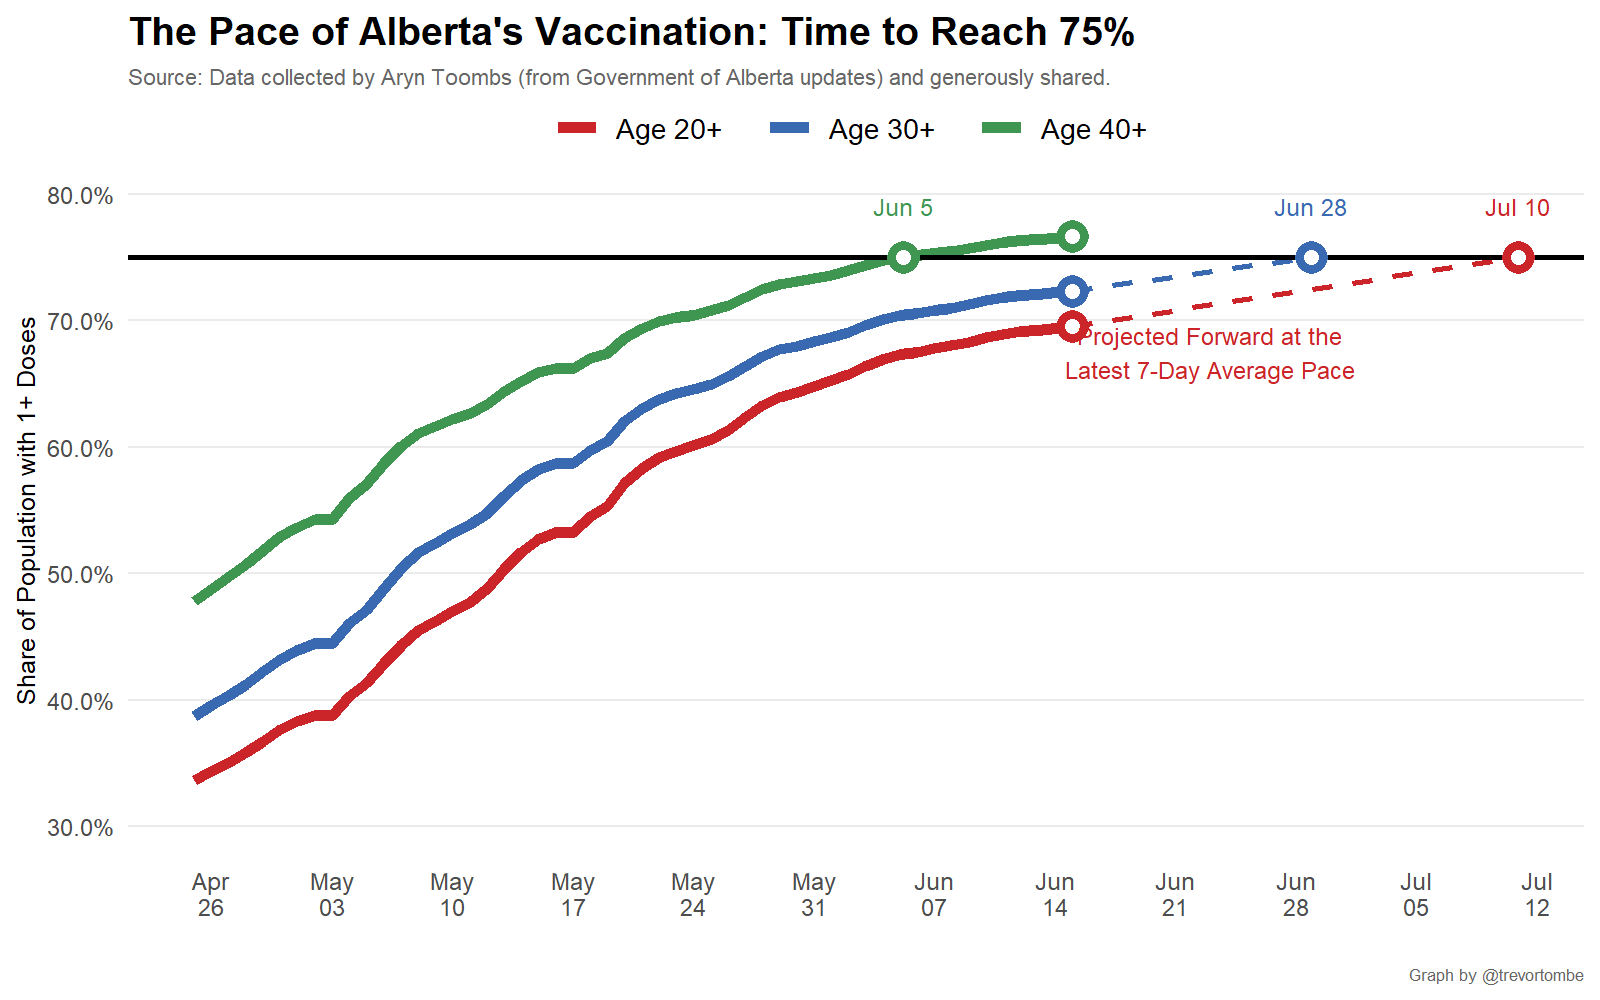 The Pace of Alberta's Vaccination: Time to Reach 75%
Source: Data collected by Aryn Toombs (from Government of Alberta updates) and generously shared.
Age 20+ Age 30+ Age 40+
80.0%
Jun 5 Jun 28 Jul 10
70.0%
Projected Forward at the
Latest 7-Day Average Pace
60.0%
50.0%
40.0%
30.0%
Share of Population with 1+ Doses
Apr May May May May May Jun Jun Jun Jun Jul Jul
26 03 10 17 24 31 07 14 21 28 05 12
Graph by @trevortombe